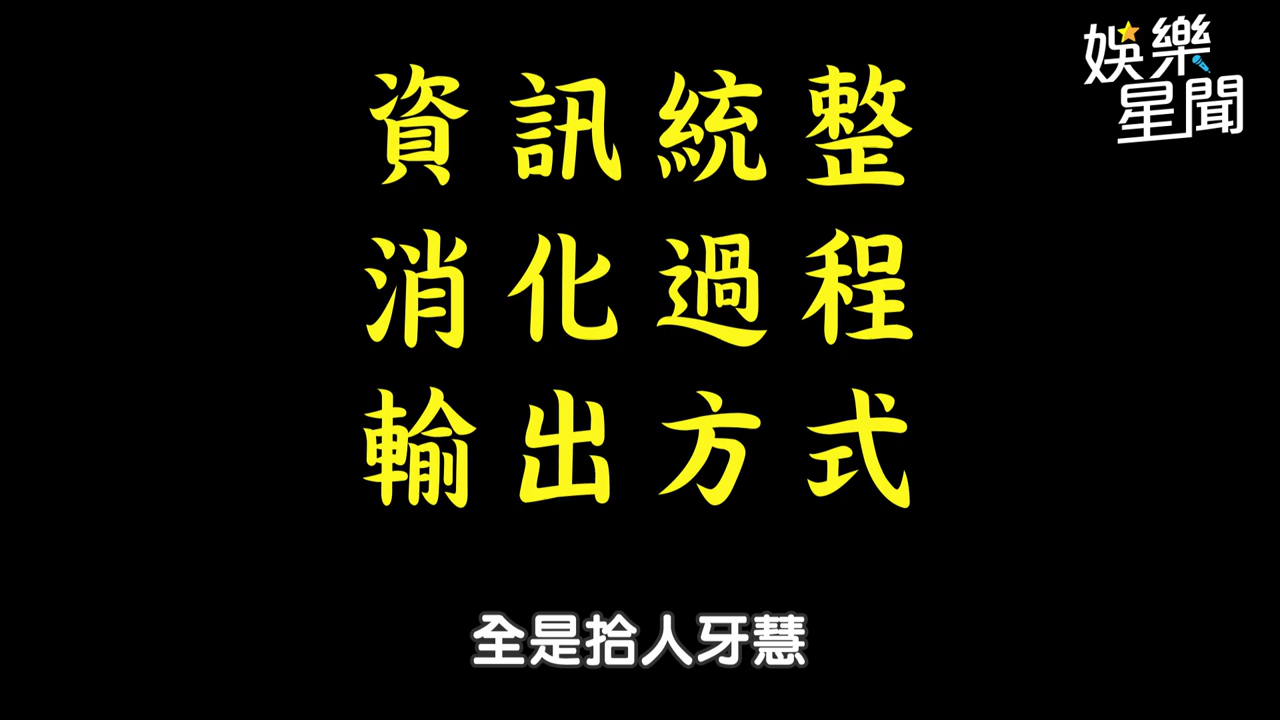 娛樂
星聞
資訊統整
消化過程
輸出方式
全是拾人牙慧